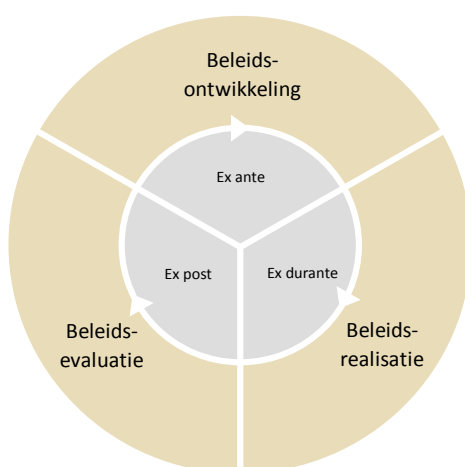 Beleids-
ontwikkeling
Ex ante
Ex post
Ex durante
Beleids-
evaluatie
Beleids-
realisatie